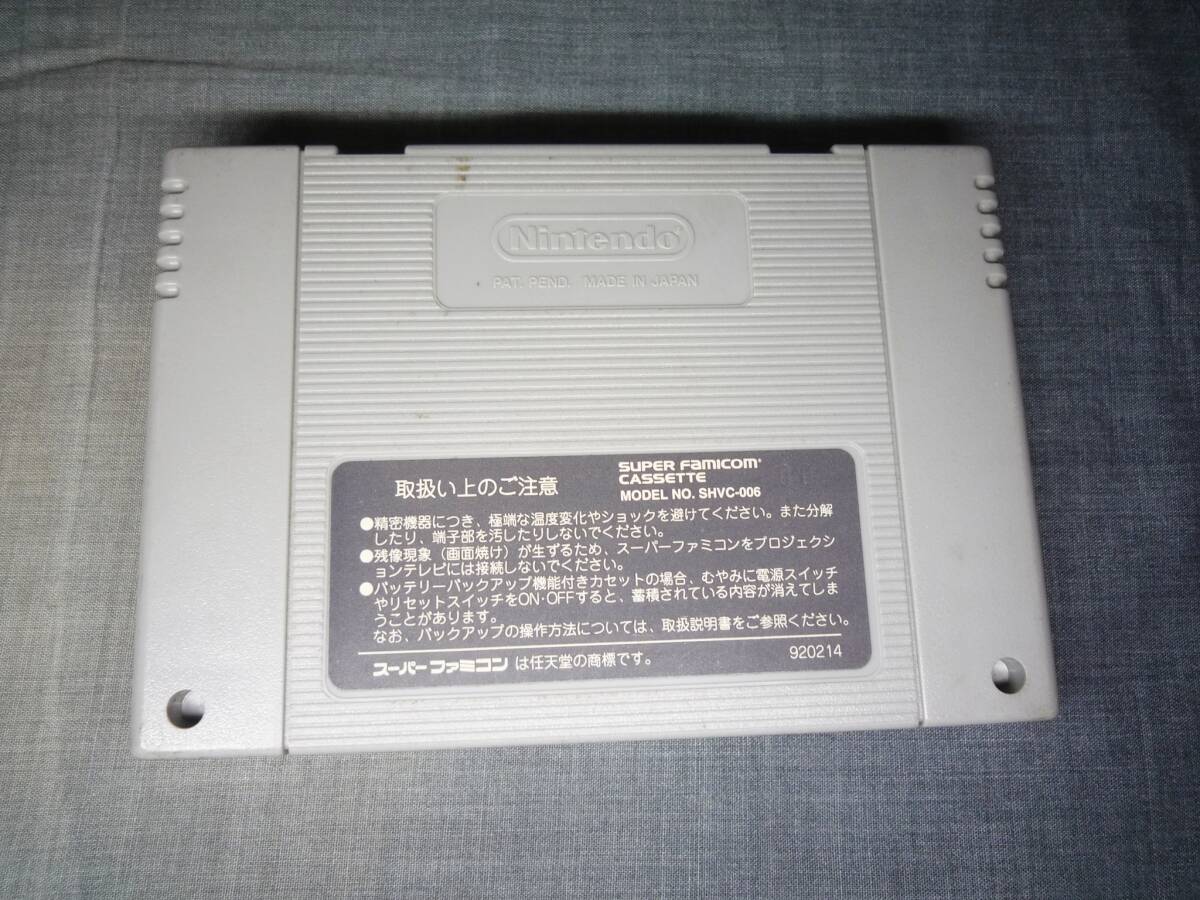 Nintendo®
PAT. PEND. MADE IN JAPAN
取扱い上のご注意
SUPER FAMICOM®
CASSETTE
MODEL NO. SHVC-006
●精密機器につき、極端な温度変化やショックを避けてください。また分解
したり、端子部を汚したりしないでください。
●残像現象（画面焼け）が生ずるため、スーパーファミコンをプロジェクシ
ョンテレビには接続しないでください。
●バッテリーバックアップ機能付きカセットの場合、むやみに電源スイッチ
やリセットスイッチをON·OFFすると、蓄積されている内容が消えてしま
うことがあります。
なお、バックアップの操作方法については、取扱説明書をご参照ください。
スーパーファミコン は任天堂の商標です。
920214